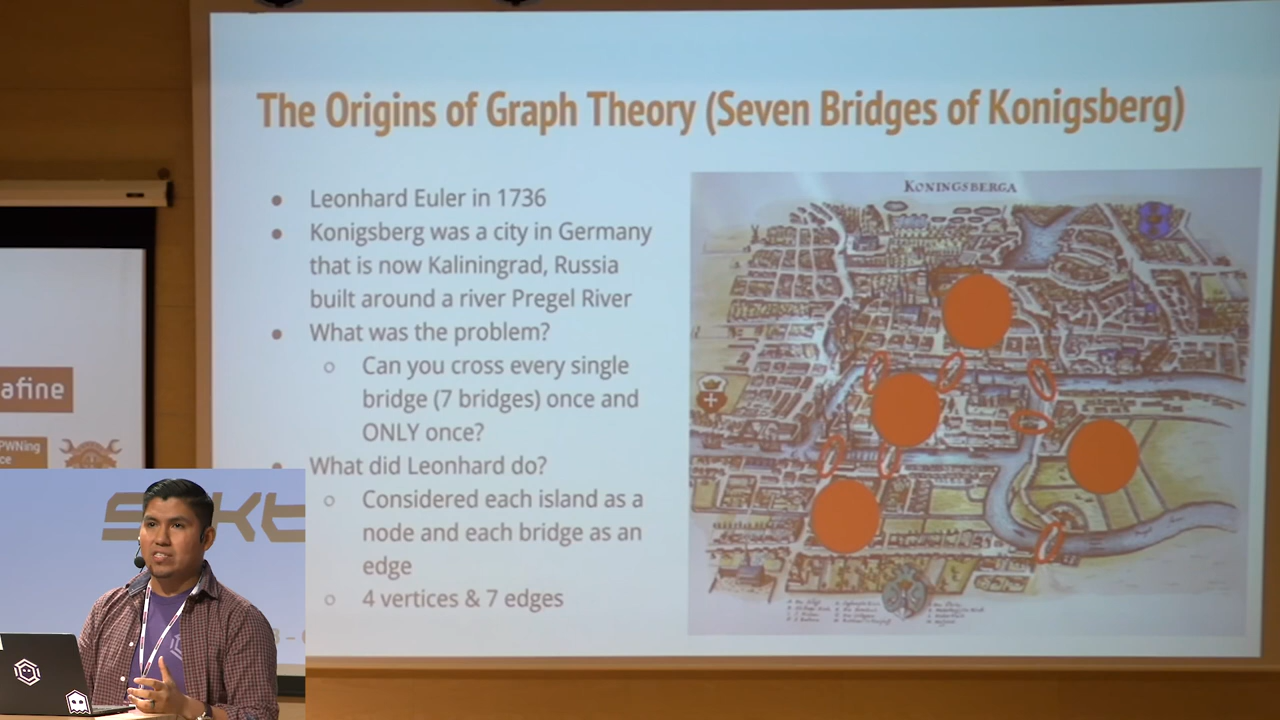 The Origins of Graph Theory (Seven Bridges of Konigsberg)
Leonhard Euler in 1736
Konigsberg was a city in Germany
that is now Kaliningrad, Russia
built around a river Pregel River
What was the problem?
Can you cross every single
bridge (7 bridges) once and
ONLY once?
What did Leonhard do?
Considered each island as a
node and each bridge as an
edge
4 vertices & 7 edges
KONINGSBERGA
afine
PWNing